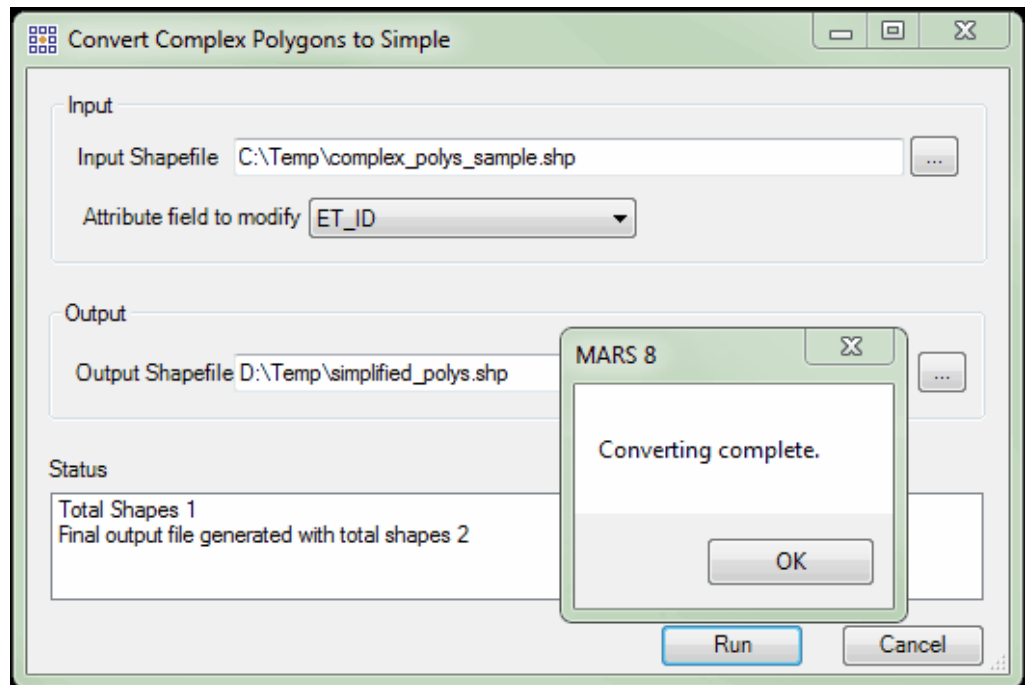 Convert Complex Polygons to Simple
Input
Input Shapefile C:\Temp\complex_polys_sample.shp ...
Attribute field to modify ET_ID
Output
Output Shapefile D:\Temp\simplified_polys.shp ...
MARS 8
Converting complete.
OK
Status
Total Shapes 1
Final output file generated with total shapes 2
Run Cancel